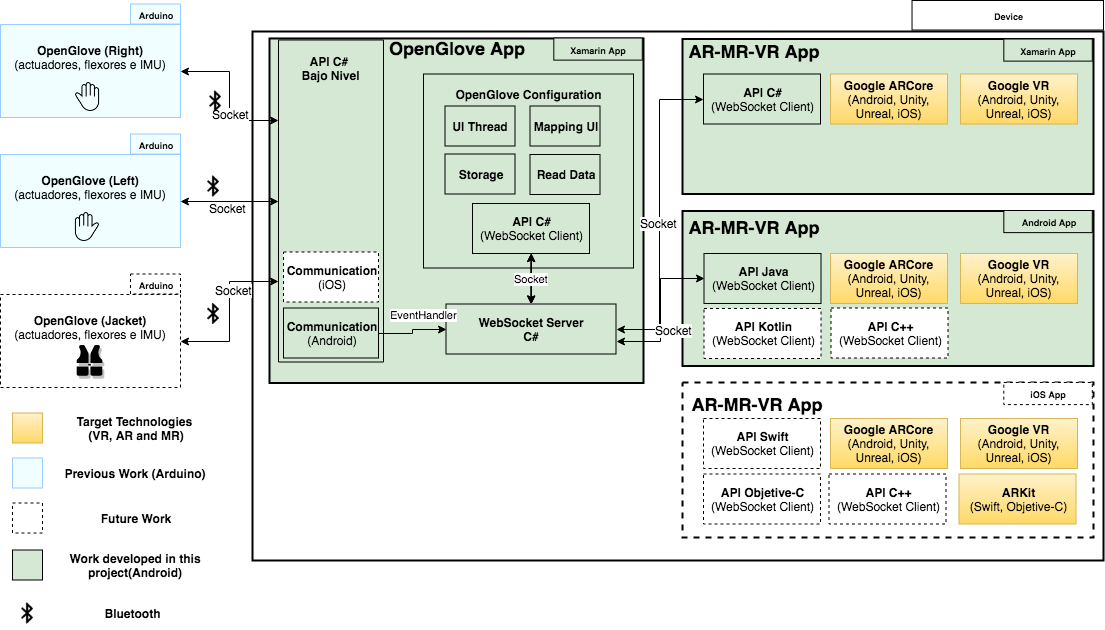 Arduino
OpenGlove (Right)
(actuadores, flexores e IMU)
Socket
Arduino
OpenGlove (Left)
(actuadores, flexores e IMU)
Socket
Arduino
OpenGlove (Jacket)
(actuadores, flexores e IMU)
Socket
Target Technologies
(VR, AR and MR)
Previous Work (Arduino)
Future Work
Work developed in this
project(Android)
Bluetooth
Device
OpenGlove App
Xamarin App
API C#
Bajo Nivel
Communication
(iOS)
Communication
(Android)
EventHandler
OpenGlove Configuration
UI Thread
Mapping UI
Storage
Read Data
API C#
(WebSocket Client)
Socket
WebSocket Server
C#
Socket
Socket
AR-MR-VR App
Xamarin App
API C#
(WebSocket Client)
Google ARCore
(Android, Unity,
Unreal, iOS)
Google VR
(Android, Unity,
Unreal, iOS)
AR-MR-VR App
Android App
API Java
(WebSocket Client)
Google ARCore
(Android, Unity,
Unreal, iOS)
Google VR
(Android, Unity,
Unreal, iOS)
API Kotlin
(WebSocket Client)
API C++
(WebSocket Client)
AR-MR-VR App
iOS App
API Swift
(WebSocket Client)
Google ARCore
(Android, Unity,
Unreal, iOS)
Google VR
(Android, Unity,
Unreal, iOS)
API Objetive-C
(WebSocket Client)
API C++
(WebSocket Client)
ARKit
(Swift, Objetive-C)